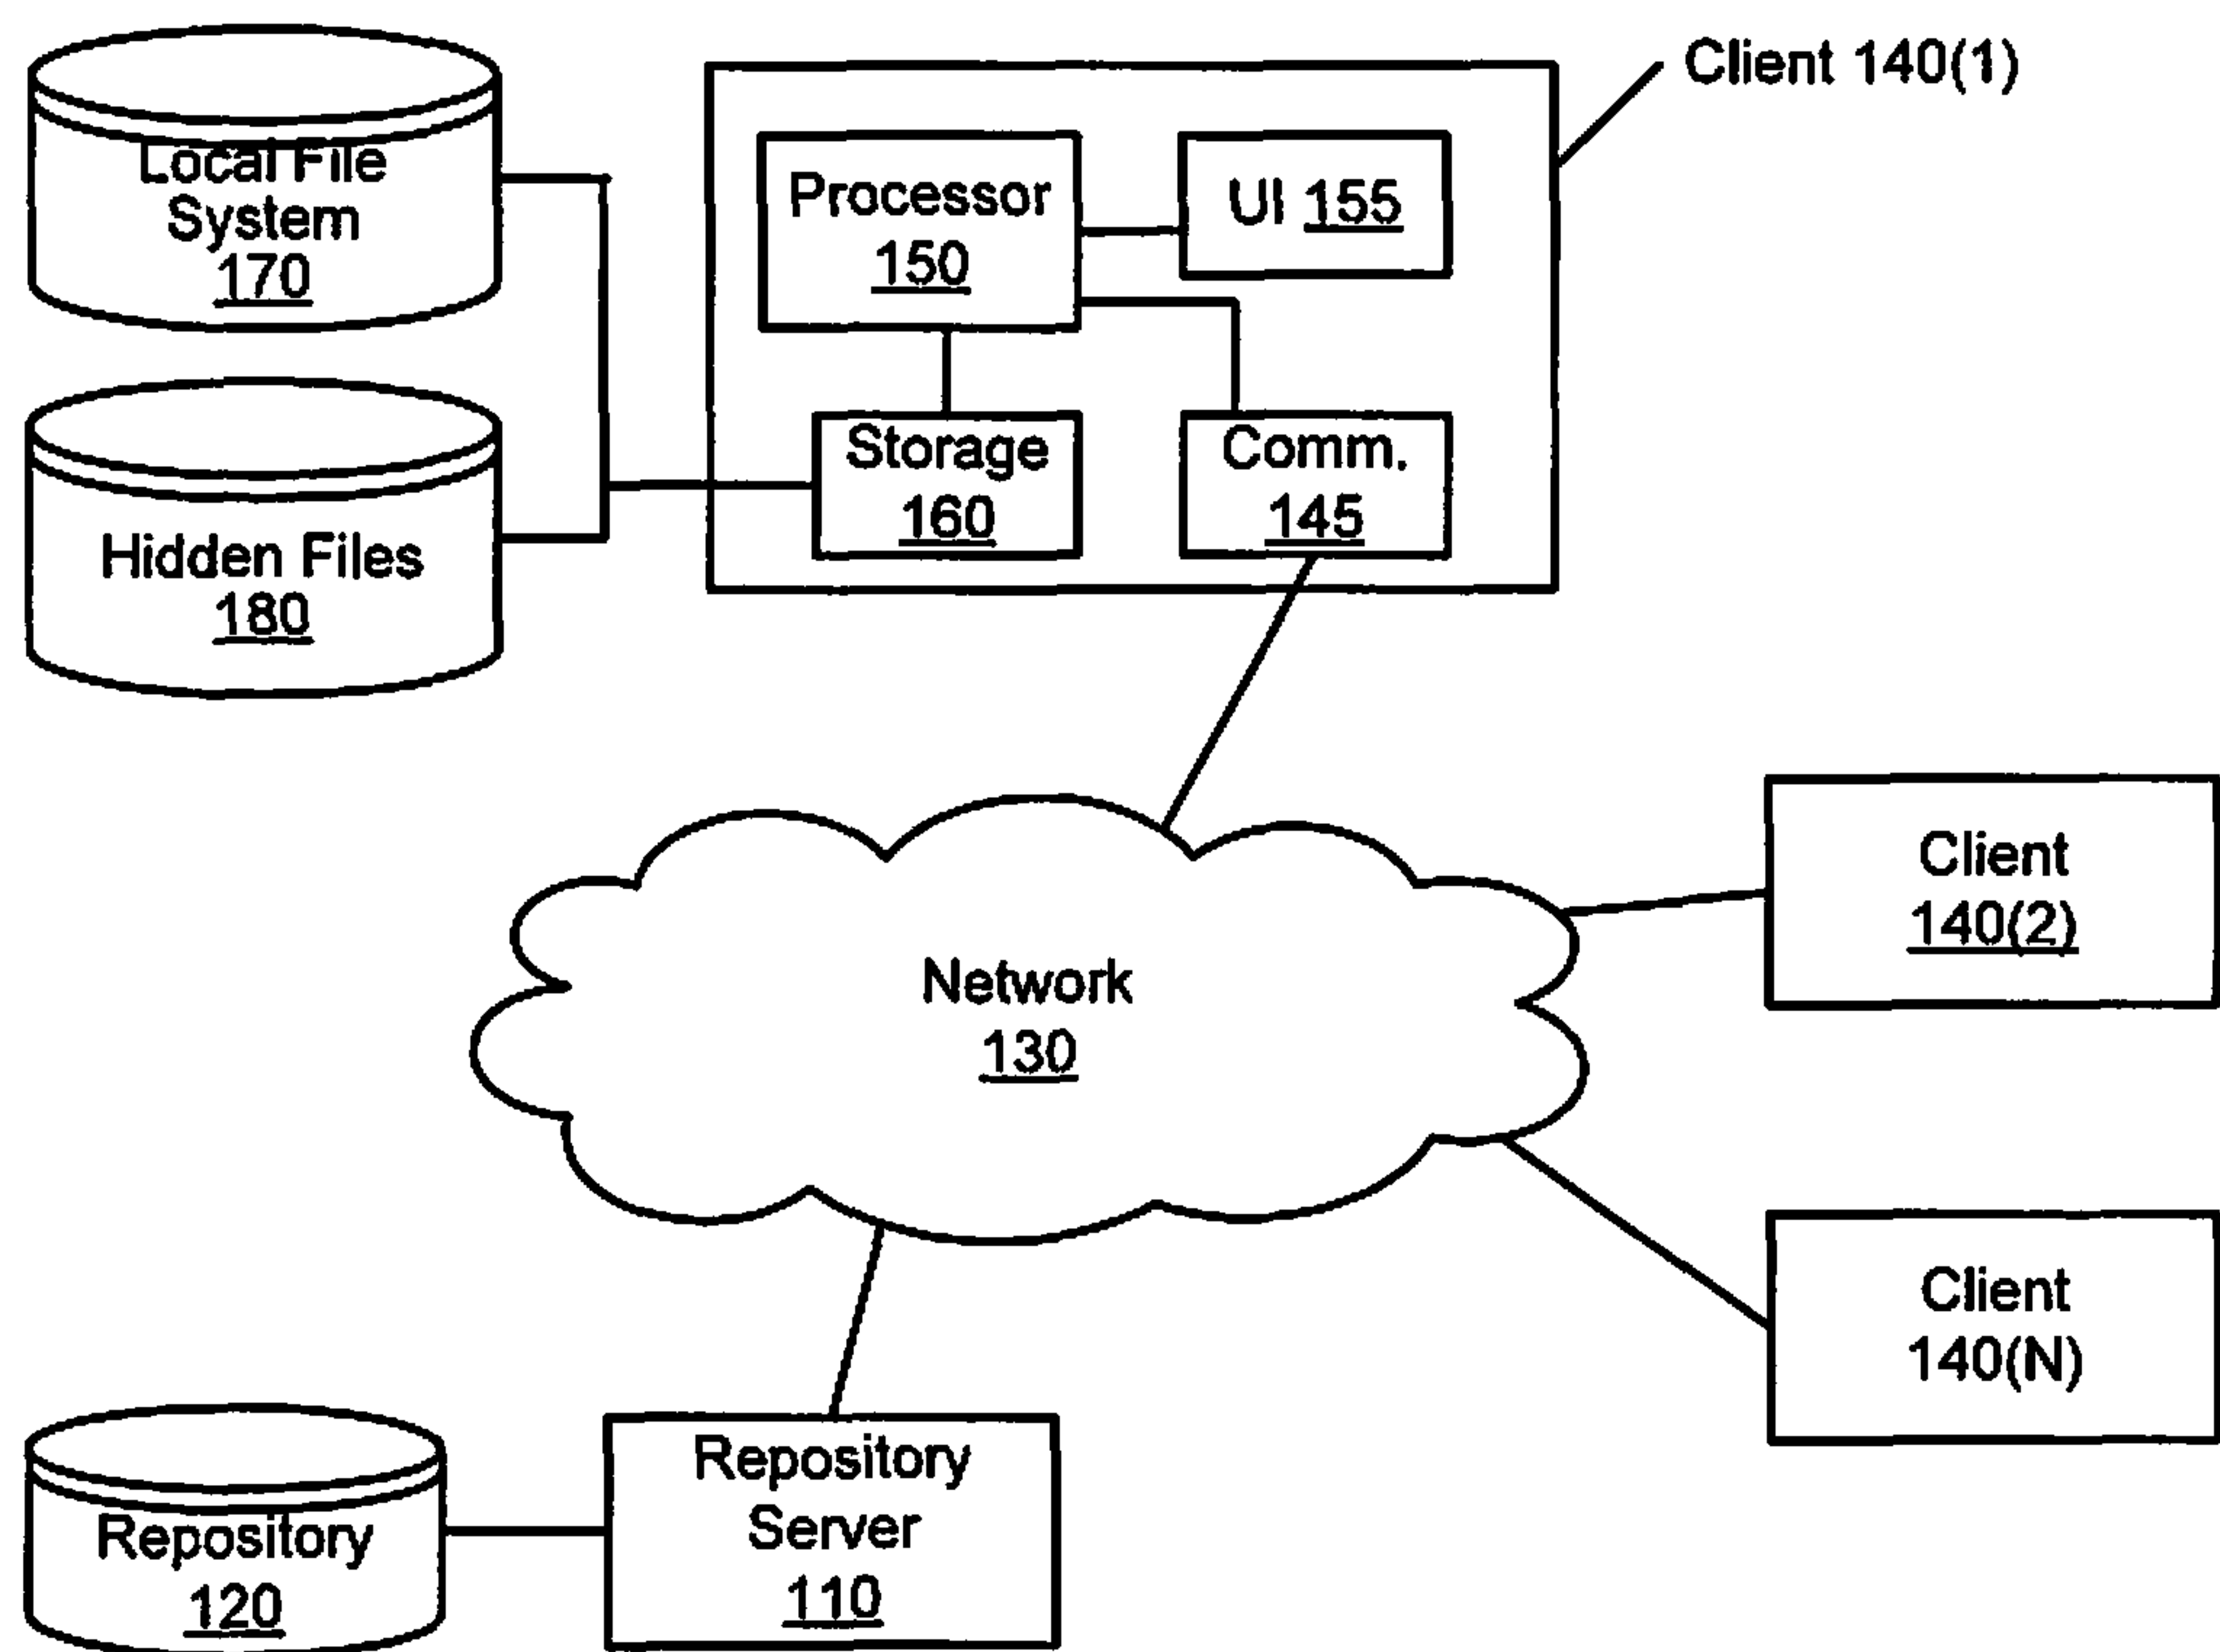 Client 140(1)
Local File
System
170
Processor
150
UI 155
Storage
160
Comm.
145
Hidden Files
180
Client
140(2)
Network
130
Client
140(N)
Repository
Server
110
Repository
120